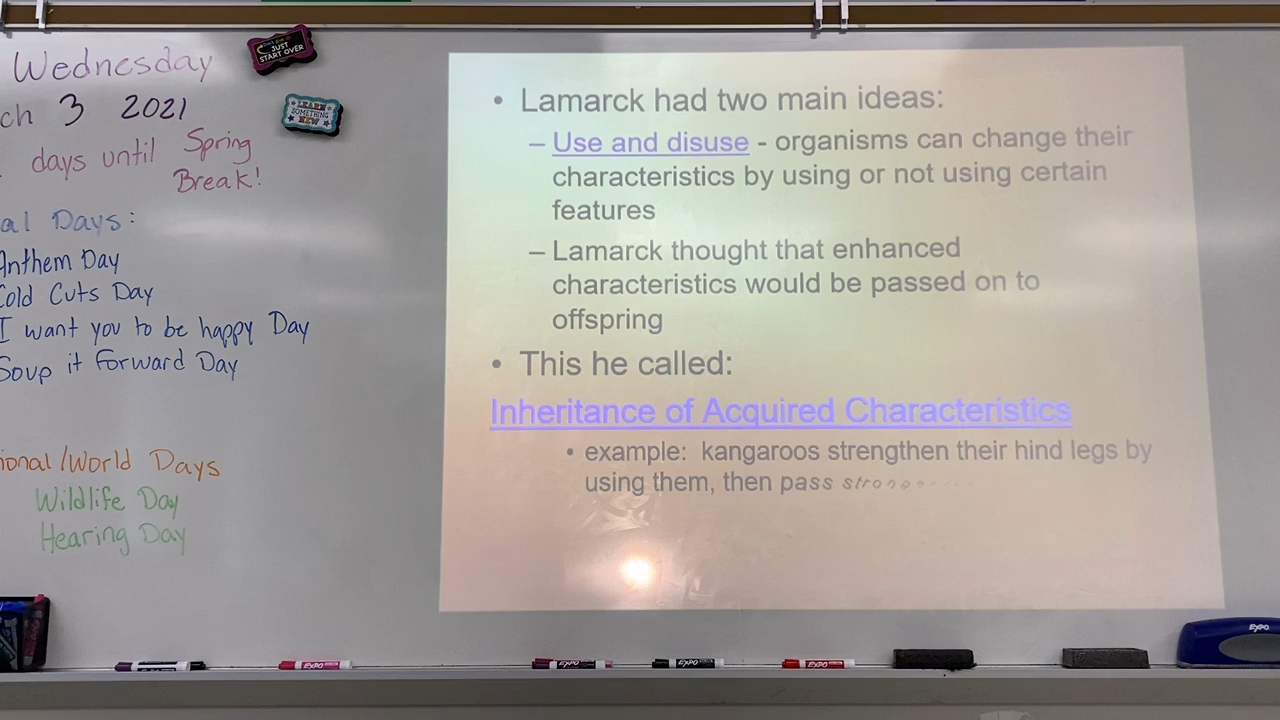 Wednesday
ch 3 2021
days until Spring
Break!
al Days:
Anthem Day
Cold Cuts Day
I want you to be happy Day
Soup it Forward Day
ional/World Days
Wildlife Day
Hearing Day
JUST
START OVER
LEARN
SOMETHING
NEW
• Lamarck had two main ideas:
– Use and disuse - organisms can change their
characteristics by using or not using certain
features
– Lamarck thought that enhanced
characteristics would be passed on to
offspring
• This he called:
Inheritance of Acquired Characteristics
• example: kangaroos strengthen their hind legs by
using them, then pass
EXPO
EXPO
EXPO
EXPO
EXPO